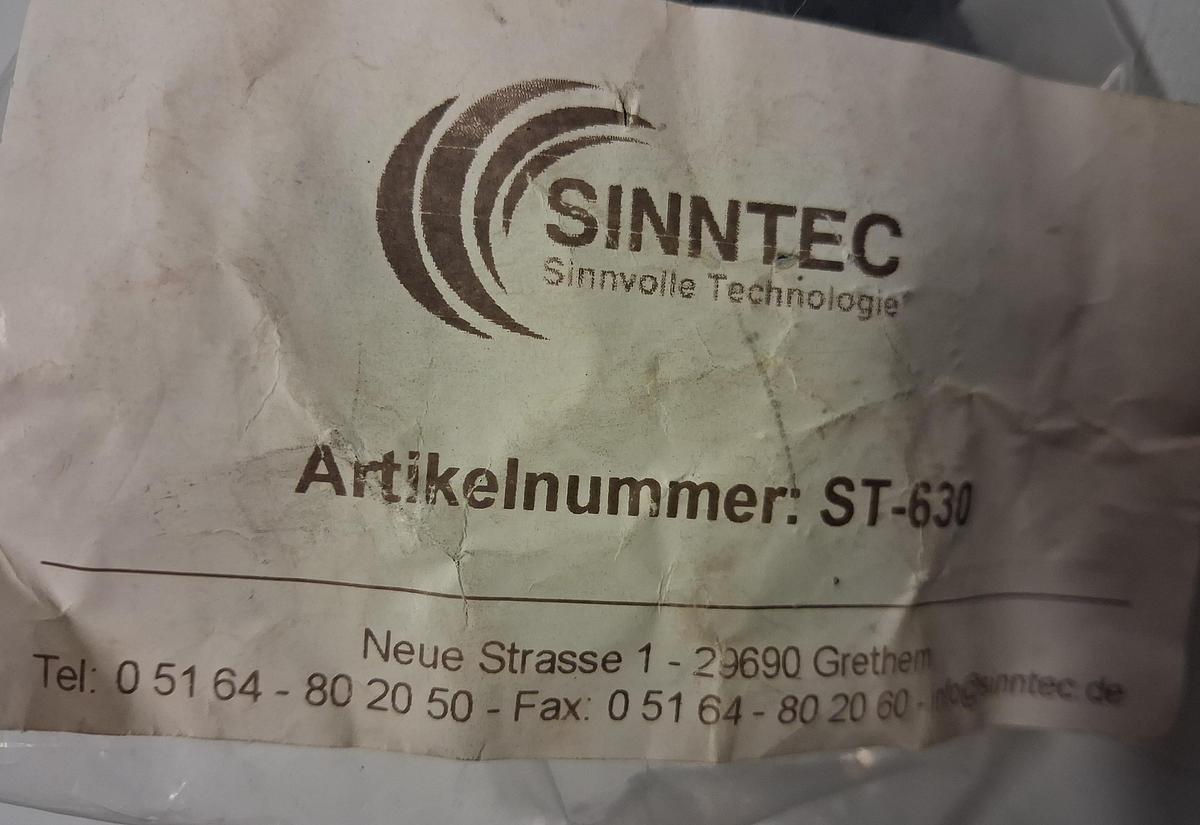 SINNTEC
Sinnvolle Technologie
Artikelnummer: ST-630
Neue Strasse 1 - 29690 Grethem
Tel: 0 51 64 - 80 20 50 - Fax: 0 51 64 - 80 20 60 - info@sinntec.de